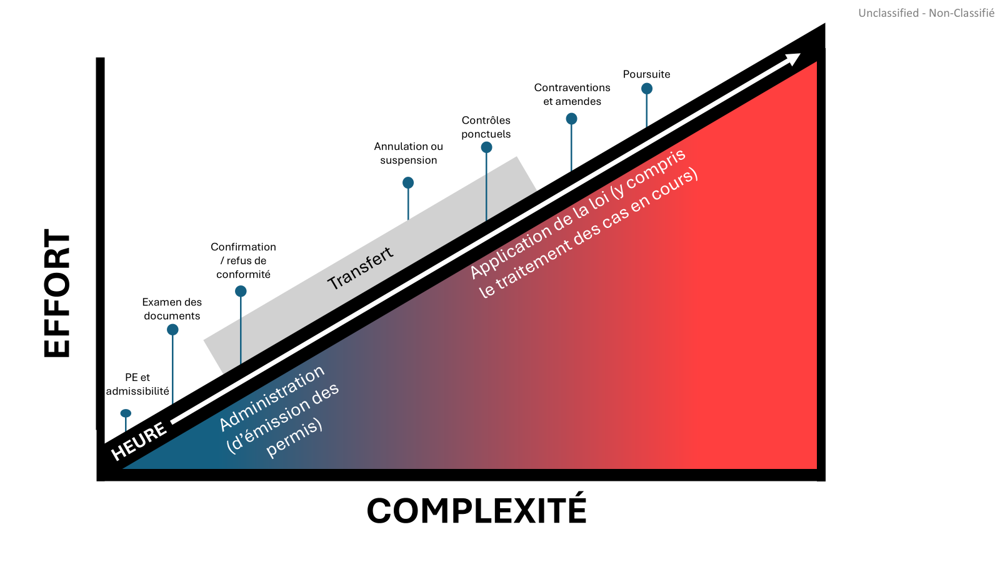 Unclassified - Non-Classifié
Poursuite
Contraventions
et amendes
Contrôles
ponctuels
Annulation ou
suspension
Confirmation
/ refus de
conformité
Examen des
documents
PE et
admissibilité
Transfert
HEURE
Administration
(d’émission des
permis)
Application de la loi (y compris
le traitement des cas en cours)
EFFORT
COMPLEXITÉ